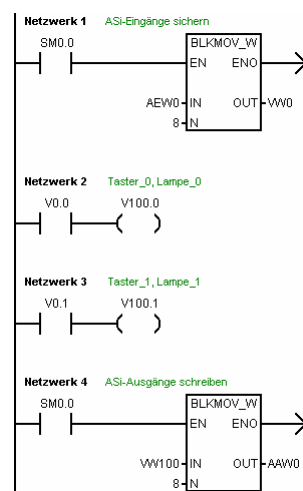 Netzwerk 1 ASi-Eingänge sichern
SM0.0
BLKMOV_W
EN ENO
AEW0 IN OUT VW0
8 N
Netzwerk 2 Taster_0, Lampe_0
V0.0 V100.0
Netzwerk 3 Taster_1, Lampe_1
V0.1 V100.1
Netzwerk 4 ASi-Ausgänge schreiben
SM0.0
BLKMOV_W
EN ENO
VW100 IN OUT AAW0
8 N